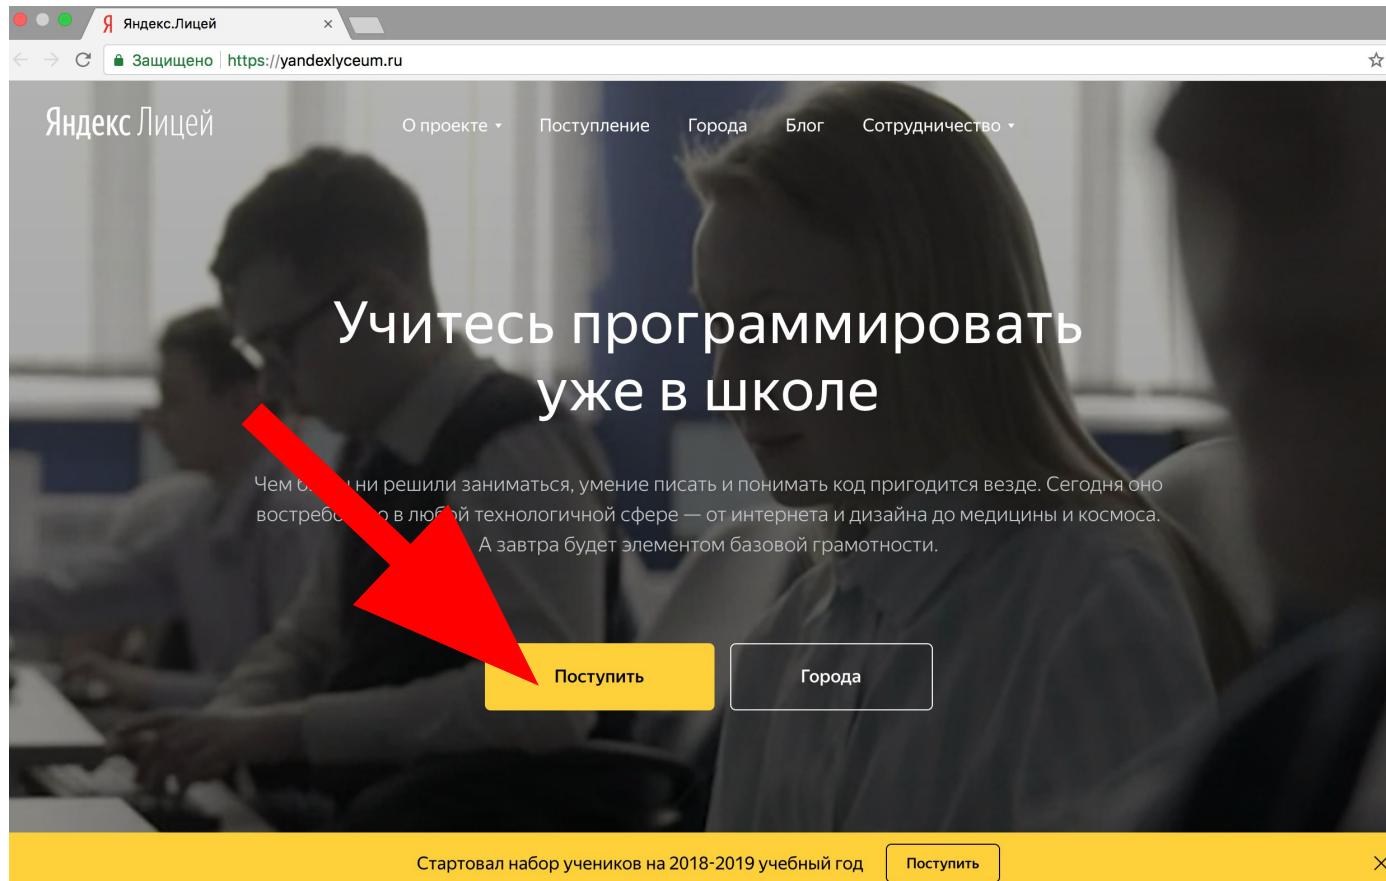 Яндекс.Лицей
Защищено https://yandexlyceum.ru
Яндекс Лицей О проекте Поступление Города Блог Сотрудничество
Учитесь программировать
уже в школе
Чем ни решили заниматься, умение писать и понимать код пригодится везде. Сегодня оно
в любой технологичной сфере — от интернета и дизайна до медицины и космоса.
А завтра будет элементом базовой грамотности.
Поступить Города
Стартовал набор учеников на 2018-2019 учебный год Поступить